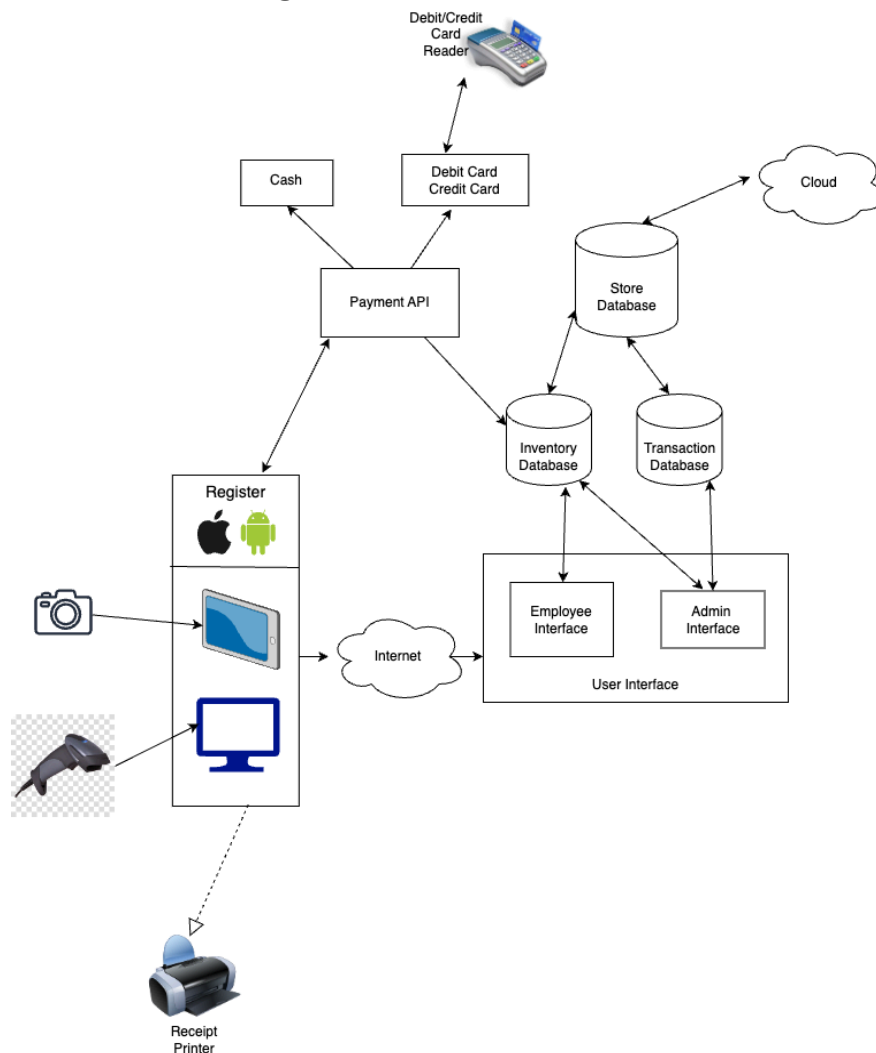 Debit/Credit
Card
Reader
Cash
Debit Card
Credit Card
Cloud
Store
Database
Payment API
Inventory
Database
Transaction
Database
Register
Employee
Interface
Admin
Interface
Internet
User Interface
Receipt
Printer